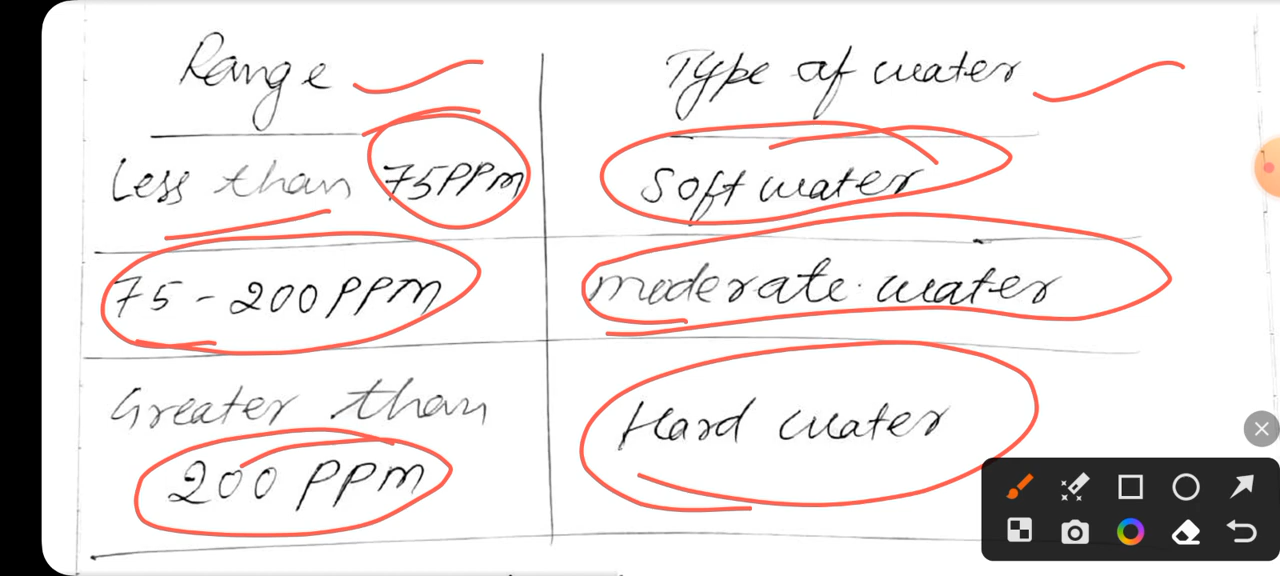 Range Type of water
Less than 75PPm Soft water
75 - 200 PPM moderate water
Greater than Hard water
200 PPM